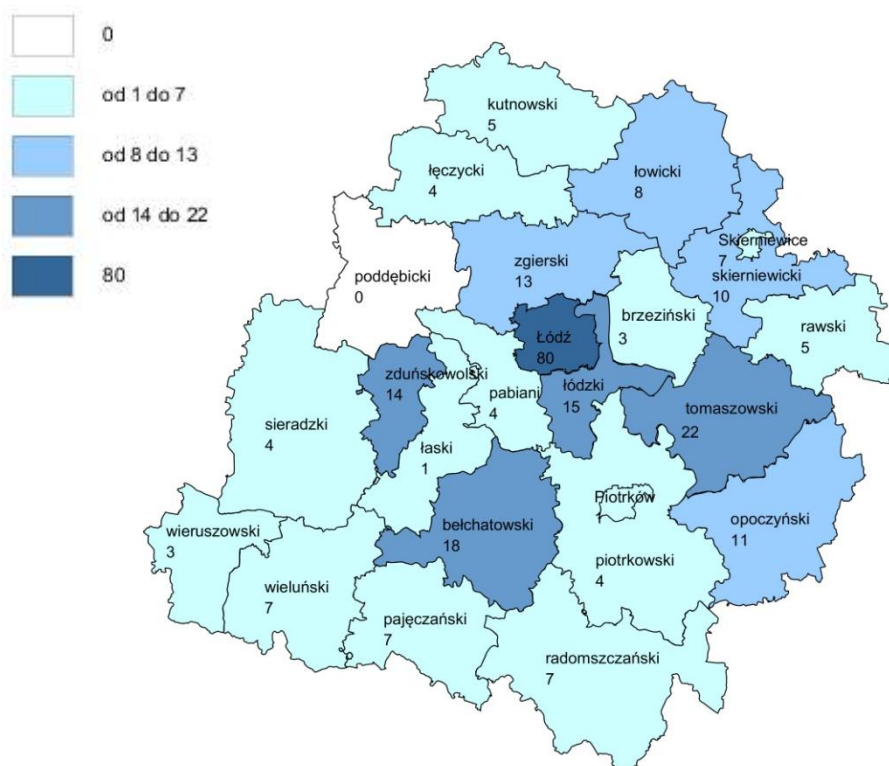 0
od 1 do 7
od 8 do 13
od 14 do 22
80
kutnowski
5
łęczycki
4
łowicki
8
Skierniewice
7
skierniewicki
10
zgierski
13
poddębicki
0
brzeziński
3
rawski
5
Łódź
80
zduńskowolski
14
pabiani
4
łódzki
15
tomaszowski
22
sieradzki
4
łaski
1
Piotrków
1
opoczyński
11
bełchatowski
18
wieruszowski
3
piotrkowski
4
wieluński
7
pajęczański
7
radomszczański
7